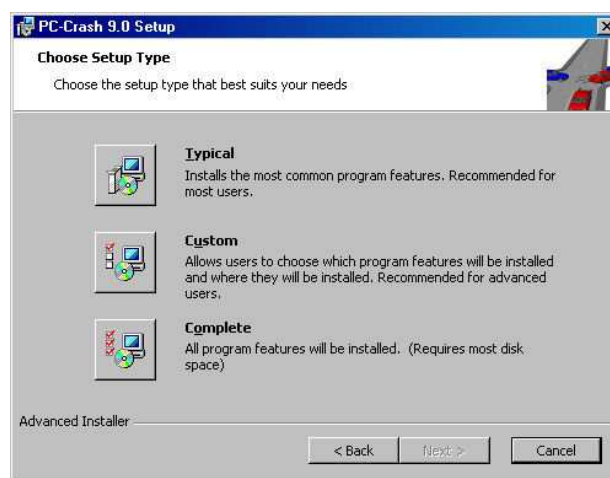 PC-Crash 9.0 Setup
Choose Setup Type
Choose the setup type that best suits your needs
Typical
Installs the most common program features. Recommended for
most users.
Custom
Allows users to choose which program features will be installed
and where they will be installed. Recommended for advanced
users.
Complete
All program features will be installed. (Requires most disk
space)
Advanced Installer
< Back Next > Cancel